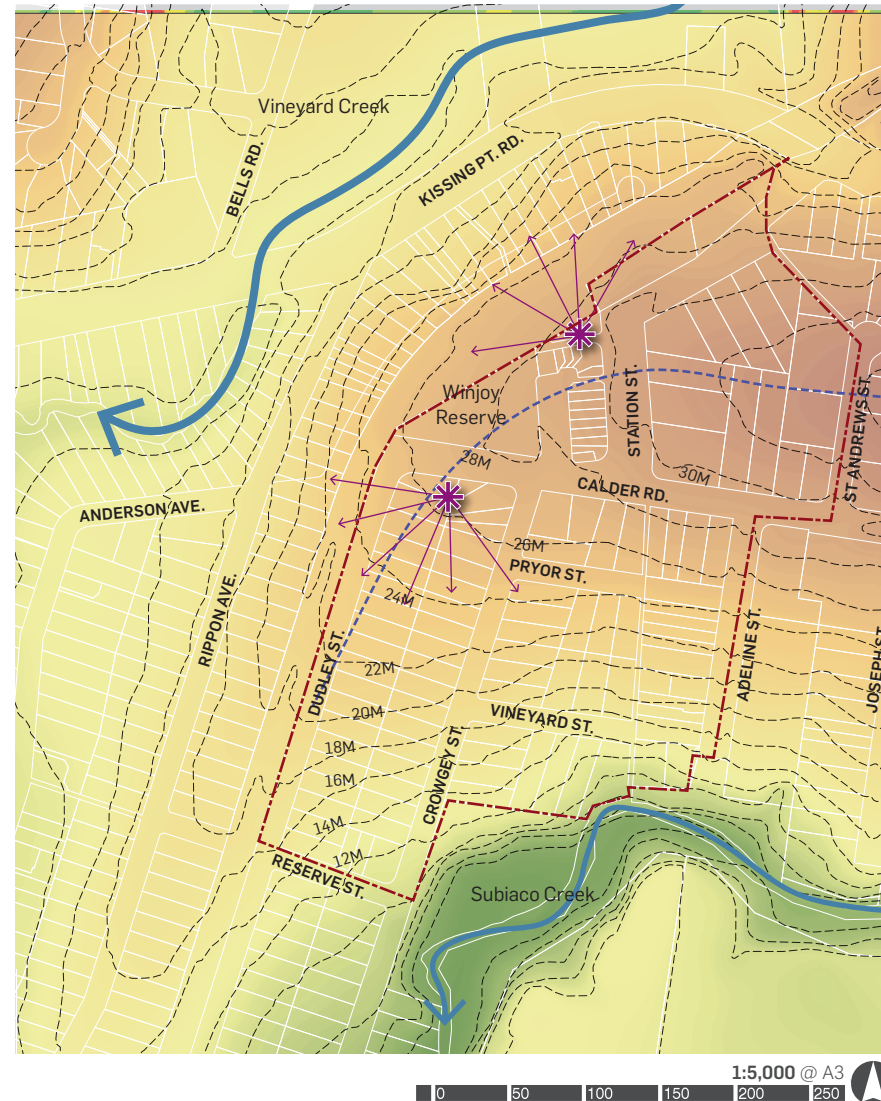 Vineyard Creek
BELLS RD.
KISSING PT. RD.
Winjoy
Reserve
STATION ST.
ST ANDREWS ST.
28M
30M
CALDER RD.
ANDERSON AVE.
26M
PRYOR ST.
24M
RIPPON AVE.
DUDLEY ST.
ADELINE ST.
JOSEPH ST.
22M
20M
VINEYARD ST.
18M
CROWGEY ST.
16M
14M
12M
RESERVE ST.
Subiaco Creek
1:5,000 @ A3
0 50 100 150 200 250